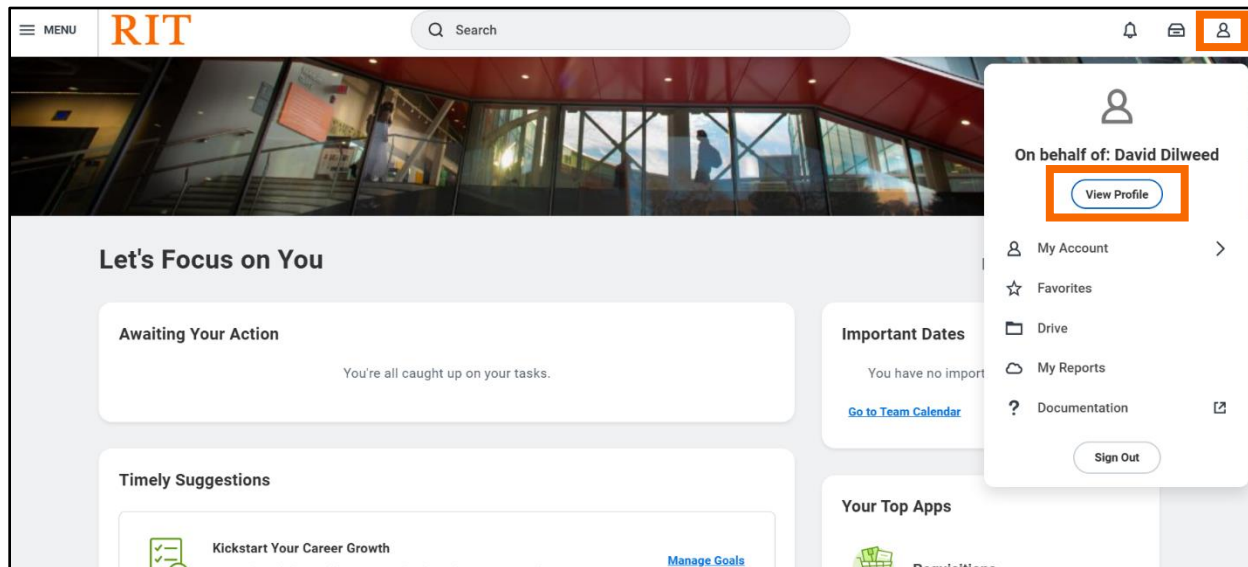 MENU
RIT
Search
On behalf of: David Dilweed
View Profile
My Account
Favorites
Drive
My Reports
? Documentation
Sign Out
Let's Focus on You
Awaiting Your Action
You're all caught up on your tasks.
Important Dates
You have no import
Go to Team Calendar
Timely Suggestions
Kickstart Your Career Growth
Manage Goals
Your Top Apps